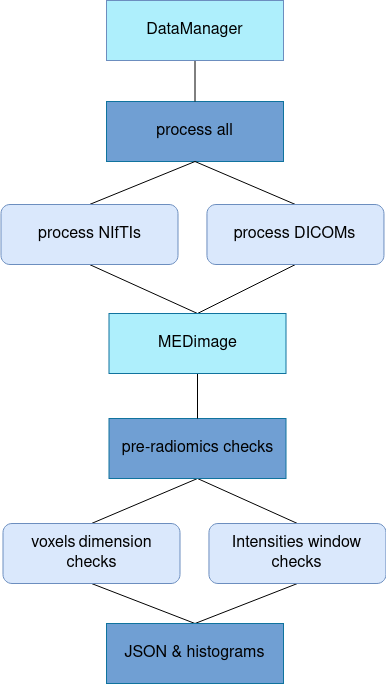 DataManager
process all
process NIfTIs
process DICOMs
MEDimage
pre-radiomics checks
voxels dimension
checks
Intensities window
checks
JSON & histograms